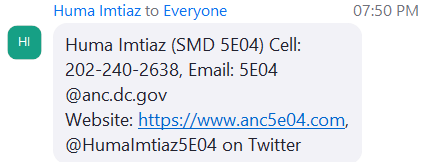 Huma Imtiaz to Everyone 07:50 PM
HI
Huma Imtiaz (SMD 5E04) Cell:
202-240-2638, Email: 5E04
@anc.dc.gov
Website: https://www.anc5e04.com,
@HumaImtiaz5E04 on Twitter